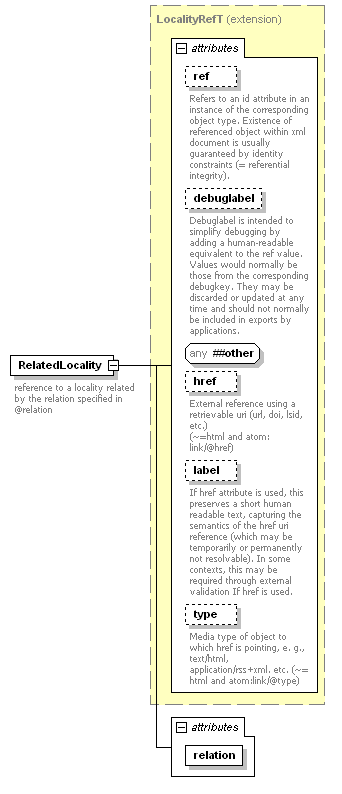 LocalityRefT (extension)
attributes
ref
Refers to an id attribute in an
instance of the corresponding
object type. Existence of
referenced object within xml
document is usually
guaranteed by identity
constraints (= referential
integrity).
debuglabel
Debuglabel is intended to
simplify debugging by
adding a human-readable
equivalent to the ref value.
Values would normally be
those from the corresponding
debugkey. They may be
discarded or updated at any
time and should not normally
be included in exports by
applications.
any ##other
RelatedLocality
reference to a locality related
by the relation specified in
@relation
href
External reference using a
retrievable uri (url, doi, lsid,
etc.)
(~=html and atom:
link/@href)
label
If href attribute is used, this
preserves a short human
readable text, capturing the
semantics of the href uri
reference (which may be
temporarily or permanently
not resolvable). In some
contexts, this may be
required through external
validation If href is used.
type
Media type of object to
which href is pointing, e. g.,
text/html,
application/rss+xml. etc. (~=
html and atom:link/@type)
attributes
relation